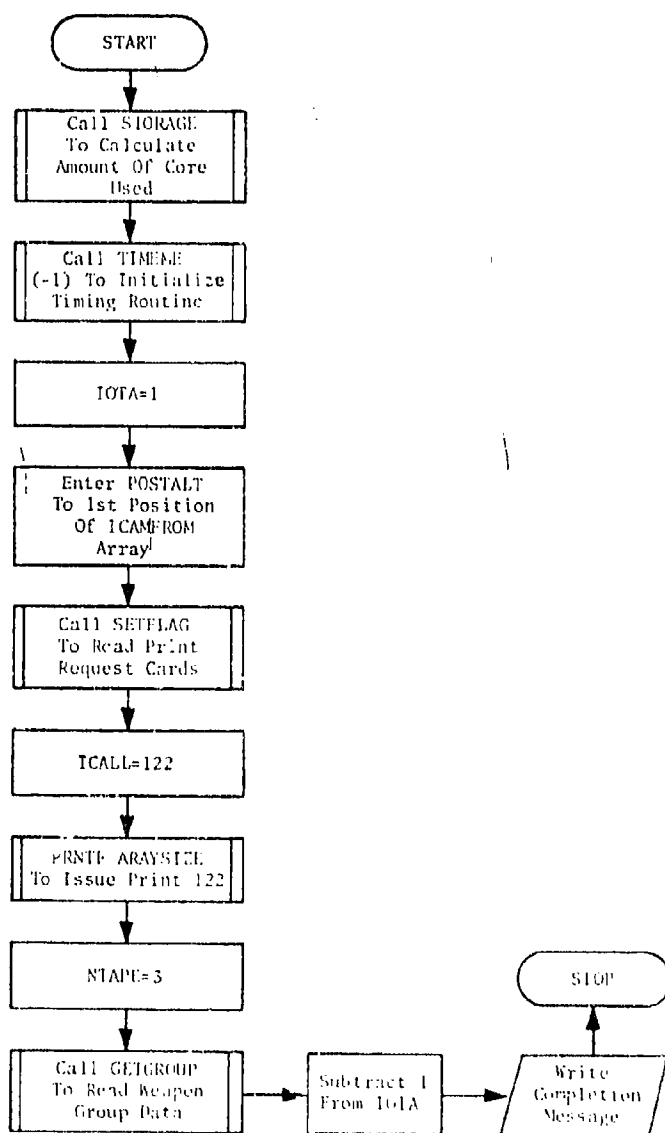 START
Call STORAGE
To Calculate
Amount Of Core
Used
Call TIMEME
(-1) To Initialize
Timing Routine
IOTA=1
Enter POSTALT
To 1st Position
Of ICAMFROM
Array
Call SETFLAG
To Read Print
Request Cards
ICALL=122
PRNTF ARAYSIZE
To Issue Print 122
NTAPE=3
Call GETGROUP
To Read Weapon
Group Data
Subtract 1
From IOTA
Write
Completion
Message
STOP